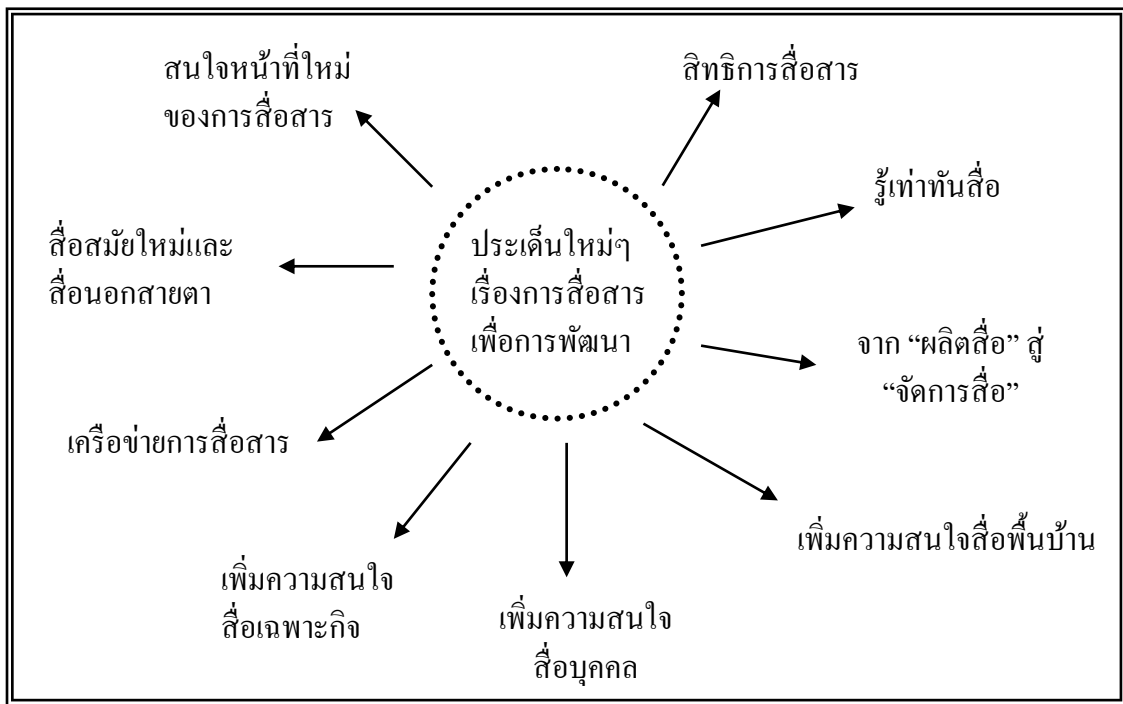 สนใจหน้าที่ใหม่
ของการสื่อสาร
สิทธิการสื่อสาร
รู้เท่าทันสื่อ
สื่อสมัยใหม่และ
สื่อนอกสายตา
ประเด็นใหม่ๆ
เรื่องการสื่อสาร
เพื่อการพัฒนา
จาก “ผลิตสื่อ” สู่
“จัดการสื่อ”
เครือข่ายการสื่อสาร
เพิ่มความสนใจสื่อพื้นบ้าน
เพิ่มความสนใจ
สื่อเฉพาะกิจ
เพิ่มความสนใจ
สื่อบุคคล